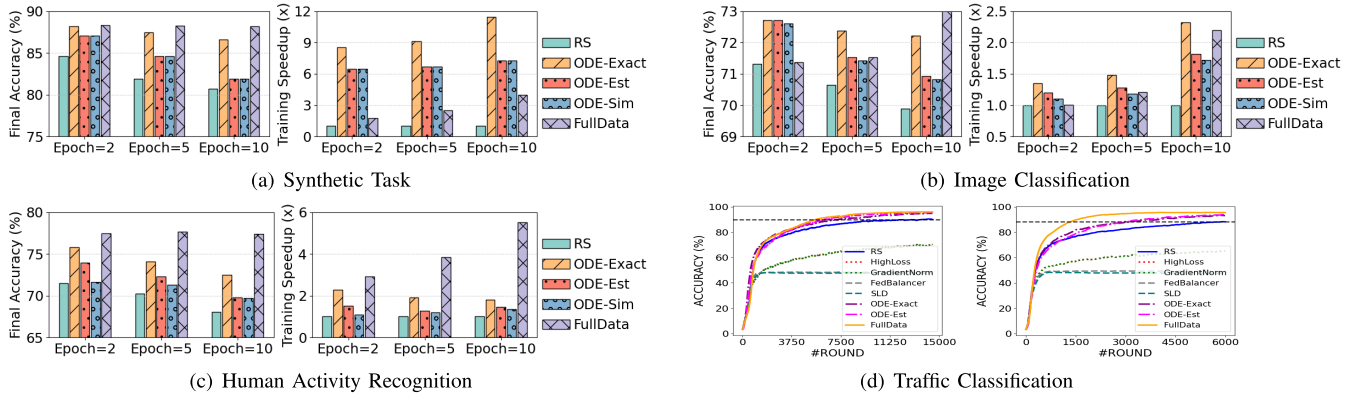 Final Accuracy (%)
90
85
80
75
Epoch=2 Epoch=5 Epoch=10
Training Speedup (x)
12
9
6
3
0
Epoch=2 Epoch=5 Epoch=10
RS
ODE-Exact
ODE-Est
ODE-Sim
FullData
(a) Synthetic Task
Final Accuracy (%)
73
72
71
70
69
Epoch=2 Epoch=5 Epoch=10
Training Speedup (x)
2.5
2.0
1.5
1.0
0.5
Epoch=2 Epoch=5 Epoch=10
RS
ODE-Exact
ODE-Est
ODE-Sim
FullData
(b) Image Classification
Final Accuracy (%)
80
75
70
65
Epoch=2 Epoch=5 Epoch=10
Training Speedup (x)
6
4
2
0
Epoch=2 Epoch=5 Epoch=10
RS
ODE-Exact
ODE-Est
ODE-Sim
FullData
(c) Human Activity Recognition
ACCURACY (%)
100
80
60
40
20
0
RS
HighLoss
GradientNorm
FedBalancer
SLD
ODE-Exact
ODE-Est
FullData
0 3750 7500 11250 15000
#ROUND
ACCURACY (%)
100
80
60
40
20
0
RS
HighLoss
GradientNorm
FedBalancer
SLD
ODE-Exact
ODE-Est
FullData
0 1500 3000 4500 6000
#ROUND
(d) Traffic Classification